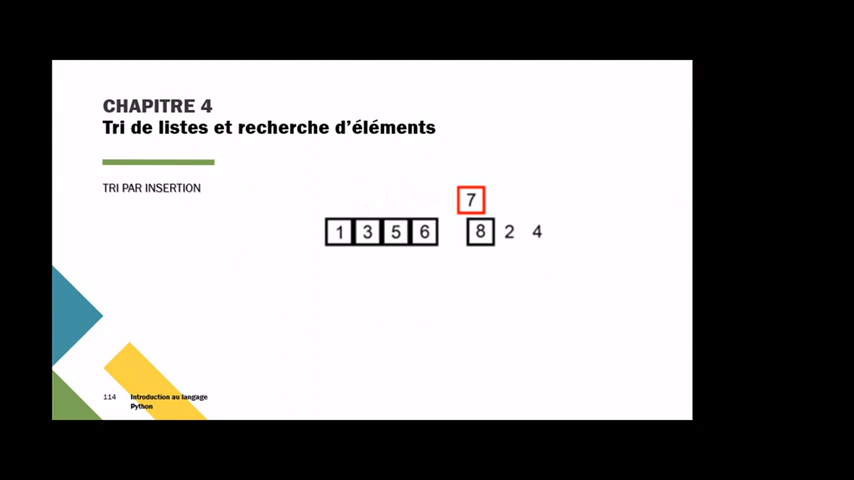 CHAPITRE 4
Tri de listes et recherche d'éléments
TRI PAR INSERTION
7
1 3 5 6 8 2 4
114 Introduction au langage
Python